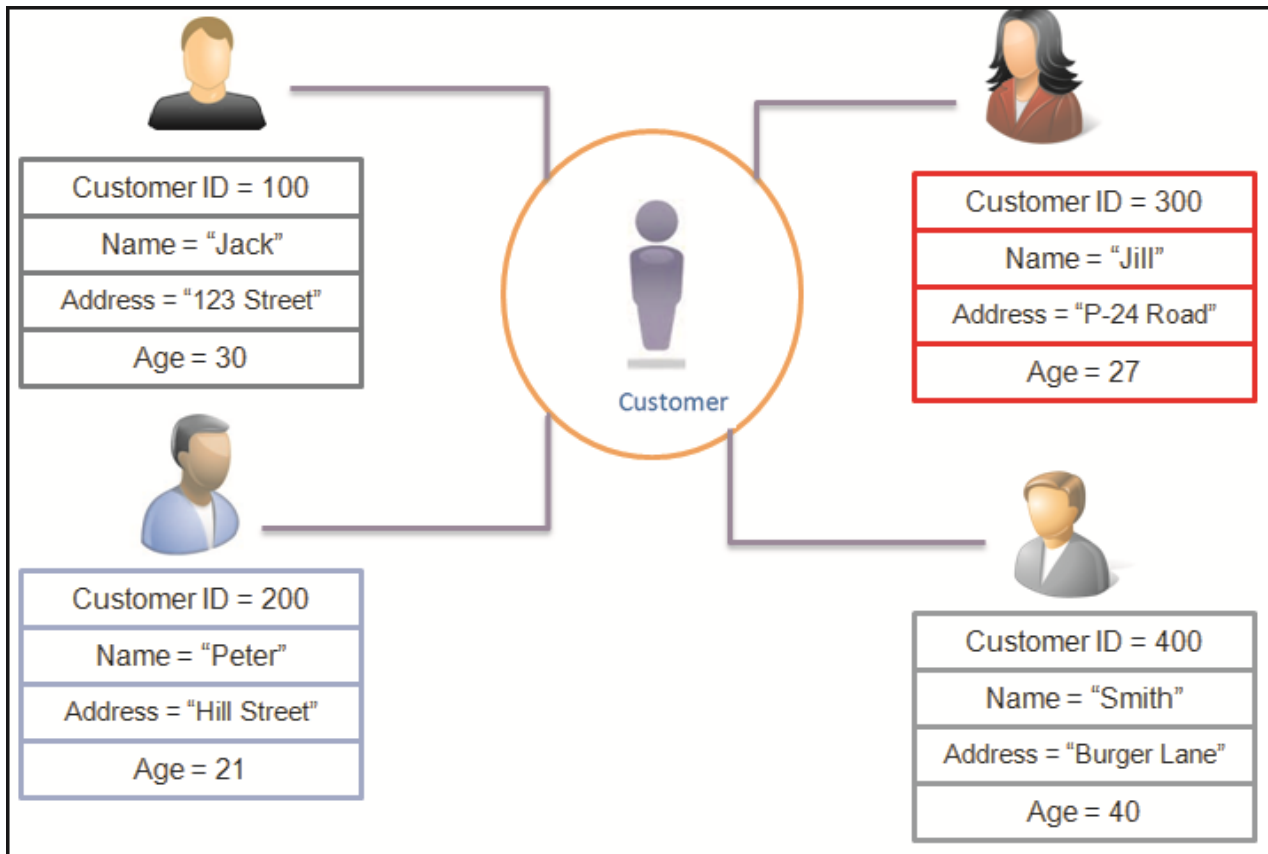 Customer ID = 100
Name = “Jack”
Address = “123 Street”
Age = 30
Customer ID = 300
Name = “Jill”
Address = “P-24 Road”
Age = 27
Customer
Customer ID = 200
Name = “Peter”
Address = “Hill Street”
Age = 21
Customer ID = 400
Name = “Smith”
Address = “Burger Lane”
Age = 40